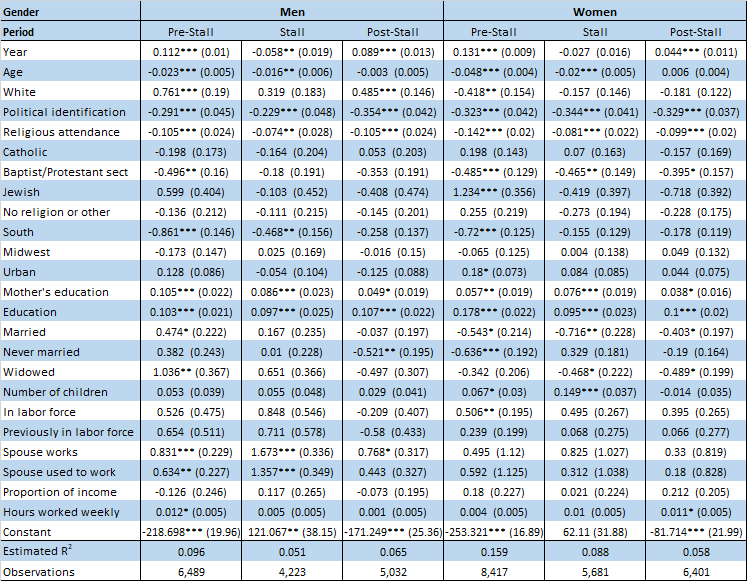 Gender Men Women
Period Pre-Stall Stall Post-Stall Pre-Stall Stall Post-Stall
Year 0.112*** (0.01) -0.058** (0.019) 0.089*** (0.013) 0.131*** (0.009) -0.027 (0.016) 0.044*** (0.011)
Age -0.023*** (0.005) -0.016** (0.006) -0.003 (0.005) -0.048*** (0.004) -0.02*** (0.005) 0.006 (0.004)
White 0.761*** (0.19) 0.319 (0.183) 0.485*** (0.146) -0.418** (0.154) -0.157 (0.146) -0.181 (0.122)
Political identification -0.291*** (0.045) -0.229*** (0.048) -0.354*** (0.042) -0.323*** (0.042) -0.344*** (0.041) -0.329*** (0.037)
Religious attendance -0.105*** (0.024) -0.074** (0.028) -0.105*** (0.024) -0.142*** (0.02) -0.081*** (0.022) -0.099*** (0.02)
Catholic -0.198 (0.173) -0.164 (0.204) 0.053 (0.203) 0.198 (0.143) 0.07 (0.163) -0.157 (0.169)
Baptist/Protestant sect -0.496** (0.16) -0.18 (0.191) -0.353 (0.191) -0.485*** (0.129) -0.465** (0.149) -0.395* (0.157)
Jewish 0.599 (0.404) -0.103 (0.452) -0.408 (0.474) 1.234*** (0.356) -0.419 (0.397) -0.718 (0.392)
No religion or other -0.136 (0.212) -0.111 (0.215) -0.145 (0.201) 0.255 (0.219) -0.273 (0.194) -0.228 (0.175)
South -0.861*** (0.146) -0.468** (0.156) -0.258 (0.137) -0.72*** (0.125) -0.155 (0.129) -0.178 (0.119)
Midwest -0.173 (0.147) 0.025 (0.169) -0.016 (0.15) -0.065 (0.125) 0.004 (0.138) 0.049 (0.132)
Urban 0.128 (0.086) -0.054 (0.104) -0.125 (0.088) 0.18* (0.073) 0.084 (0.085) 0.044 (0.075)
Mother's education 0.105*** (0.022) 0.086*** (0.023) 0.049* (0.019) 0.057** (0.019) 0.076*** (0.019) 0.038* (0.016)
Education 0.103*** (0.021) 0.097*** (0.025) 0.107*** (0.022) 0.178*** (0.022) 0.095*** (0.023) 0.1*** (0.02)
Married 0.474* (0.222) 0.167 (0.235) -0.037 (0.197) -0.543* (0.214) -0.716** (0.228) -0.403* (0.197)
Never married 0.382 (0.243) 0.01 (0.228) -0.521** (0.195) -0.636*** (0.192) 0.329 (0.181) -0.19 (0.164)
Widowed 1.036** (0.367) 0.651 (0.366) -0.497 (0.307) -0.342 (0.206) -0.468* (0.222) -0.489* (0.199)
Number of children 0.053 (0.039) 0.055 (0.048) 0.029 (0.041) 0.067* (0.03) 0.149*** (0.037) -0.014 (0.035)
In labor force 0.526 (0.475) 0.848 (0.546) -0.209 (0.407) 0.506** (0.195) 0.495 (0.267) 0.395 (0.265)
Previously in labor force 0.654 (0.511) 0.711 (0.578) -0.58 (0.433) 0.239 (0.199) 0.068 (0.275) 0.066 (0.277)
Spouse works 0.831*** (0.229) 1.673*** (0.336) 0.768* (0.317) 0.495 (1.12) 0.825 (1.027) 0.33 (0.819)
Spouse used to work 0.634** (0.227) 1.357*** (0.349) 0.443 (0.327) 0.592 (1.125) 0.312 (1.038) 0.18 (0.828)
Proportion of income -0.126 (0.246) 0.117 (0.265) -0.073 (0.195) 0.18 (0.227) 0.021 (0.224) 0.212 (0.205)
Hours worked weekly 0.012* (0.005) 0.005 (0.005) 0.001 (0.005) 0.004 (0.005) 0.01 (0.005) 0.011* (0.005)
Constant -218.698*** (19.96) 121.067** (38.15) -171.249*** (25.36) -253.321*** (16.89) 62.11 (31.88) -81.714*** (21.99)
Estimated R² 0.096 0.051 0.065 0.159 0.088 0.058
Observations 6,489 4,223 5,032 8,417 5,681 6,401